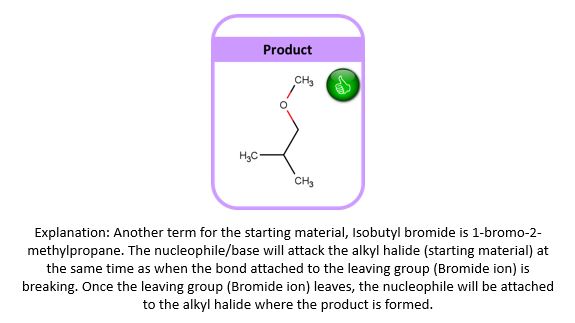 Product
CH3
O
H3C
CH3
Explanation: Another term for the starting material, Isobutyl bromide is 1-bromo-2-
methylpropane. The nucleophile/base will attack the alkyl halide (starting material) at
the same time as when the bond attached to the leaving group (Bromide ion) is
breaking. Once the leaving group (Bromide ion) leaves, the nucleophile will be attached
to the alkyl halide where the product is formed.